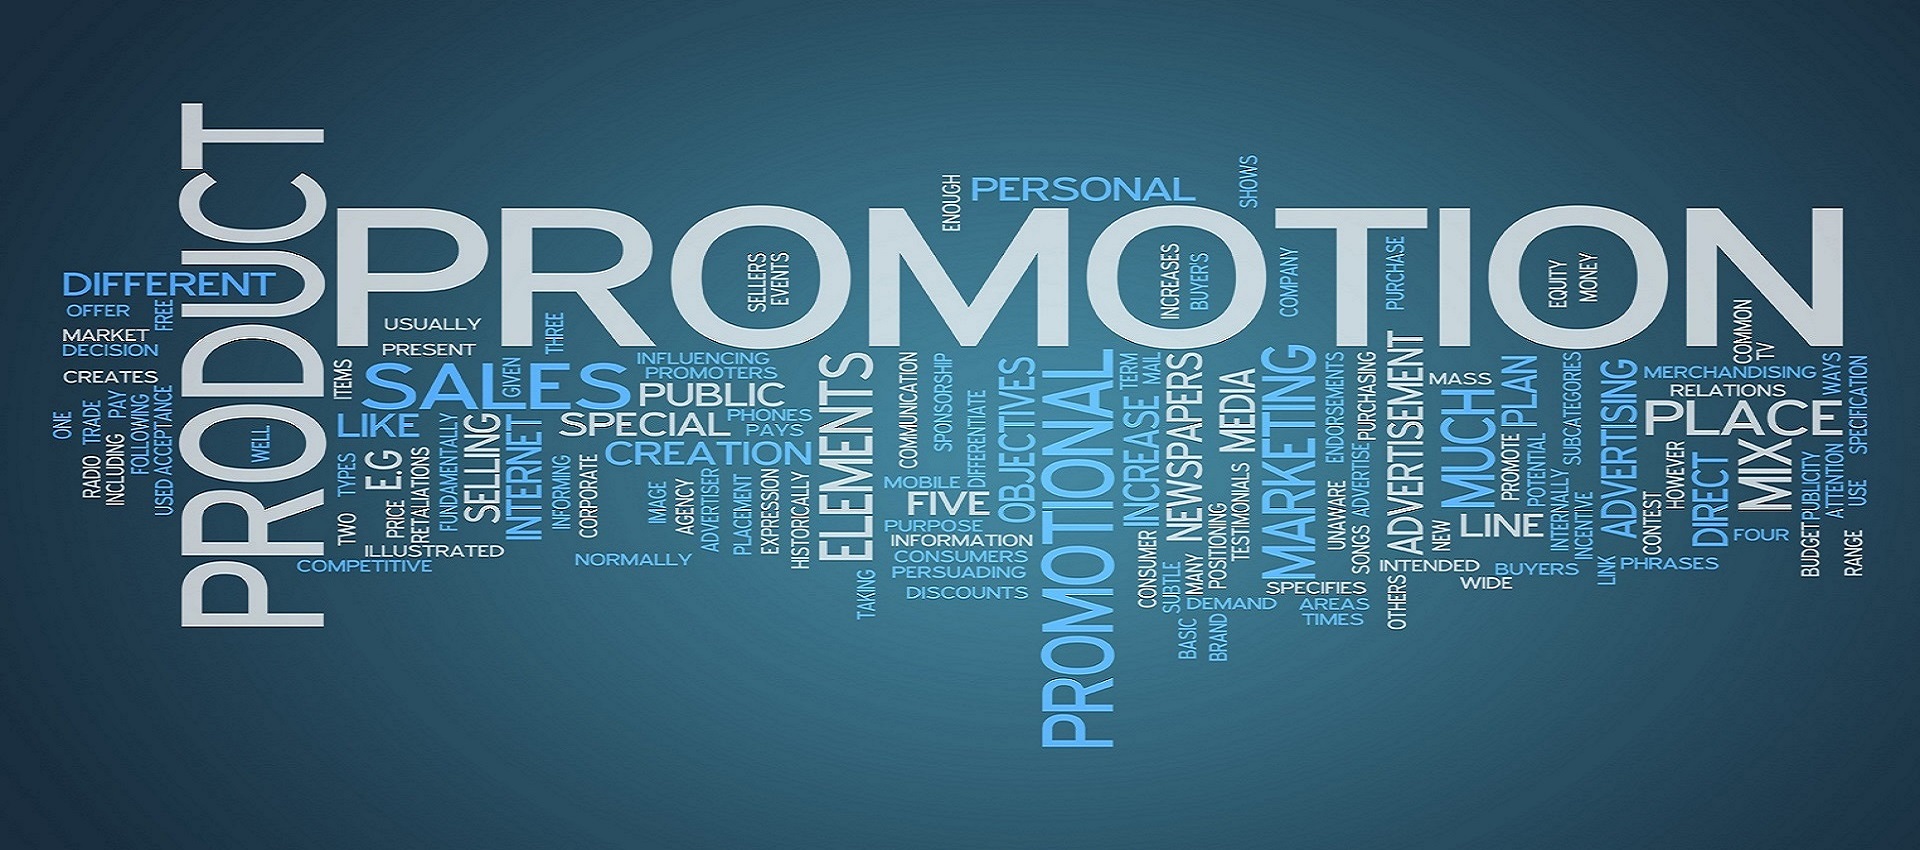 PRODUCT
PROMOTION
PERSONAL
ENOUGH
SHOWS
SELLERS
EVENTS
INCREASES
BUYER'S
COMPANY
PURCHASE
EQUITY
MONEY
DIFFERENT
OFFER
FREE
MARKET
DECISION
CREATES
ONE
RADIO TRADE
INCLUDING PAY
FOLLOWING
USED ACCEPTANCE
WELL
USUALLY
PRESENT
THREE
ITEMS
SALES
GIVEN
INFLUENCING
PROMOTERS
PUBLIC
LIKE
SPECIAL
PHONES
PAYS
CREATION
TWO TYPES
E.G
PRICE
RETALIATIONS
FUNDAMENTALLY
SELLING
INTERNET
INFORMING
CORPORATE
IMAGE
AGENCY
ADVERTISER
PLACEMENT
EXPRESSION
HISTORICALLY
ILLUSTRATED
COMPETITIVE
NORMALLY
ELEMENTS
TAKING
COMMUNICATION
SPONSORSHIP
DIFFERENTIATE
OBJECTIVES
MOBILE
FIVE
PURPOSE
INFORMATION
CONSUMERS
PERSUADING
DISCOUNTS
PROMOTIONAL
TERM
MAIL
INCREASE
NEWSPAPERS
MEDIA
CONSUMER
SUBTLE
MANY
POSITIONING
TESTIMONIALS
DEMAND
BASIC
BRAND
MARKETING
SPECIFIES
AREAS
TIMES
ENDORSEMENTS
UNAWARE
PURCHASING
SONGS ADVERTISE
ADVERTISEMENT
OTHERS
INTENDED
WIDE
BUYERS
MASS
MUCH
PLAN
NEW
LINE
PROMOTE
POTENTIAL
SUBCATEGORIES
INTERNALLY
INCENTIVE
LINK
PHRASES
ADVERTISING
CONTEST
HOWEVER
MERCHANDISING
RELATIONS
PLACE
COMMON
TV
DIRECT
MIX
FOUR
BUDGET PUBLICITY
ATTENTION
WAYS
USE SPECIFICATION
RANGE